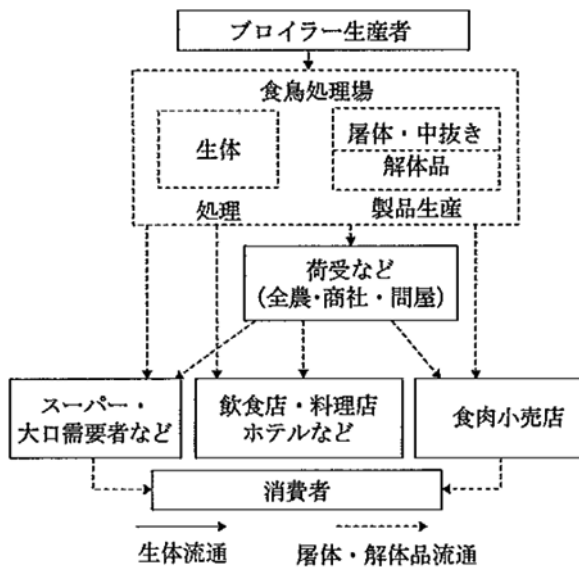 ブロイラー生産者
食鳥処理場
生体
屠体・中抜き
解体品
処理
製品生産
荷受など
(全農・商社・問屋)
スーパー・
大口需要者など
飲食店・料理店
ホテルなど
食肉小売店
消費者
生体流通
屠体・解体品流通